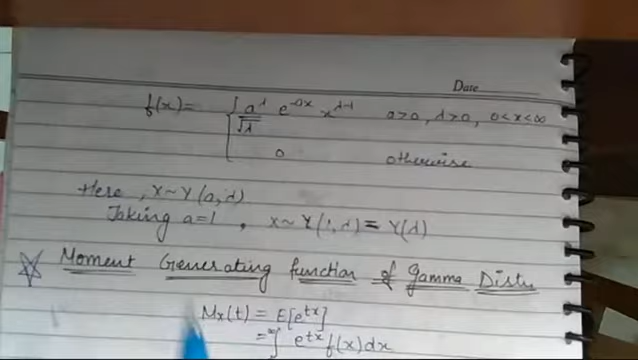 Date
f(x) = { a^λ/Γλ e^-ax x^λ-1 a>0, λ>0, 0<x<∞
0 otherwise
Here, X~γ(a,λ)
Taking a=1, X~γ(1,λ) ≡ γ(λ)
☆ Moment Generating function of Gamma Distn
Mx(t) = E[e^tx]
= ∫^∞ e^tx f(x)dx